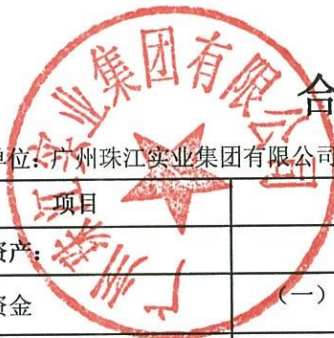 合
单位：广州珠江实业集团有限公司
项目
资产：
资金
（一）
广州珠江实业集团有限公司